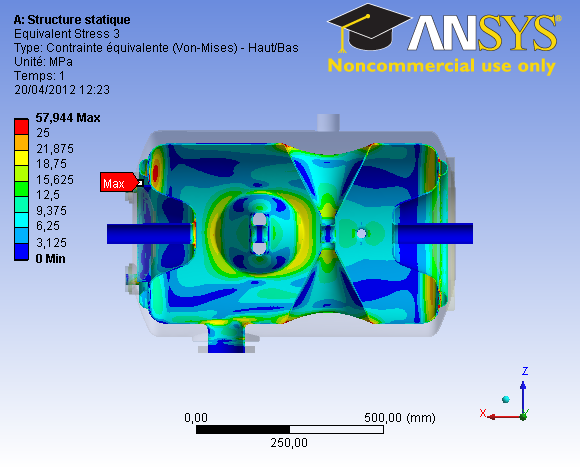 A: Structure statique
Equivalent Stress 3
Type: Contrainte équivalente (Von-Mises) - Haut/Bas
Unité: MPa
Temps: 1
20/04/2012 12:23
ANSYS
Noncommercial use only
57,944 Max
25
21,875
18,75
15,625
12,5
9,375
6,25
3,125
0 Min
Max
0,00 500,00 (mm)
250,00
Z
X
Y